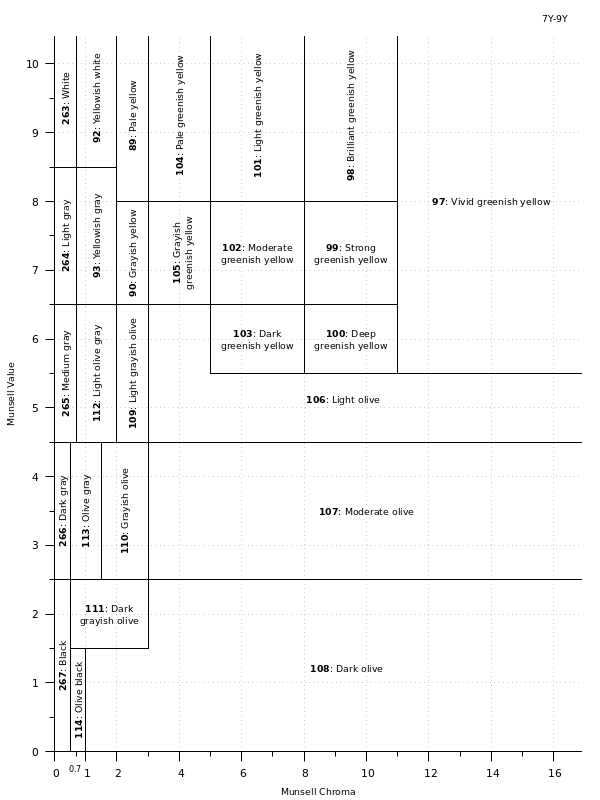 7Y-9Y
10
9
8
7
6
5
4
3
2
1
0
Munsell Value
263: White
92: Yellowish white
89: Pale yellow
104: Pale greenish yellow
101: Light greenish yellow
98: Brilliant greenish yellow
97: Vivid greenish yellow
264: Light gray
93: Yellowish gray
90: Grayish yellow
105: Grayish
greenish yellow
102: Moderate
greenish yellow
99: Strong
greenish yellow
103: Dark
greenish yellow
100: Deep
greenish yellow
265: Medium gray
112: Light olive gray
109: Light grayish olive
106: Light olive
266: Dark gray
113: Olive gray
110: Grayish olive
107: Moderate olive
111: Dark
grayish olive
267: Black
114: Olive black
108: Dark olive
0 0.7 1 2 4 6 8 10 12 14 16
Munsell Chroma